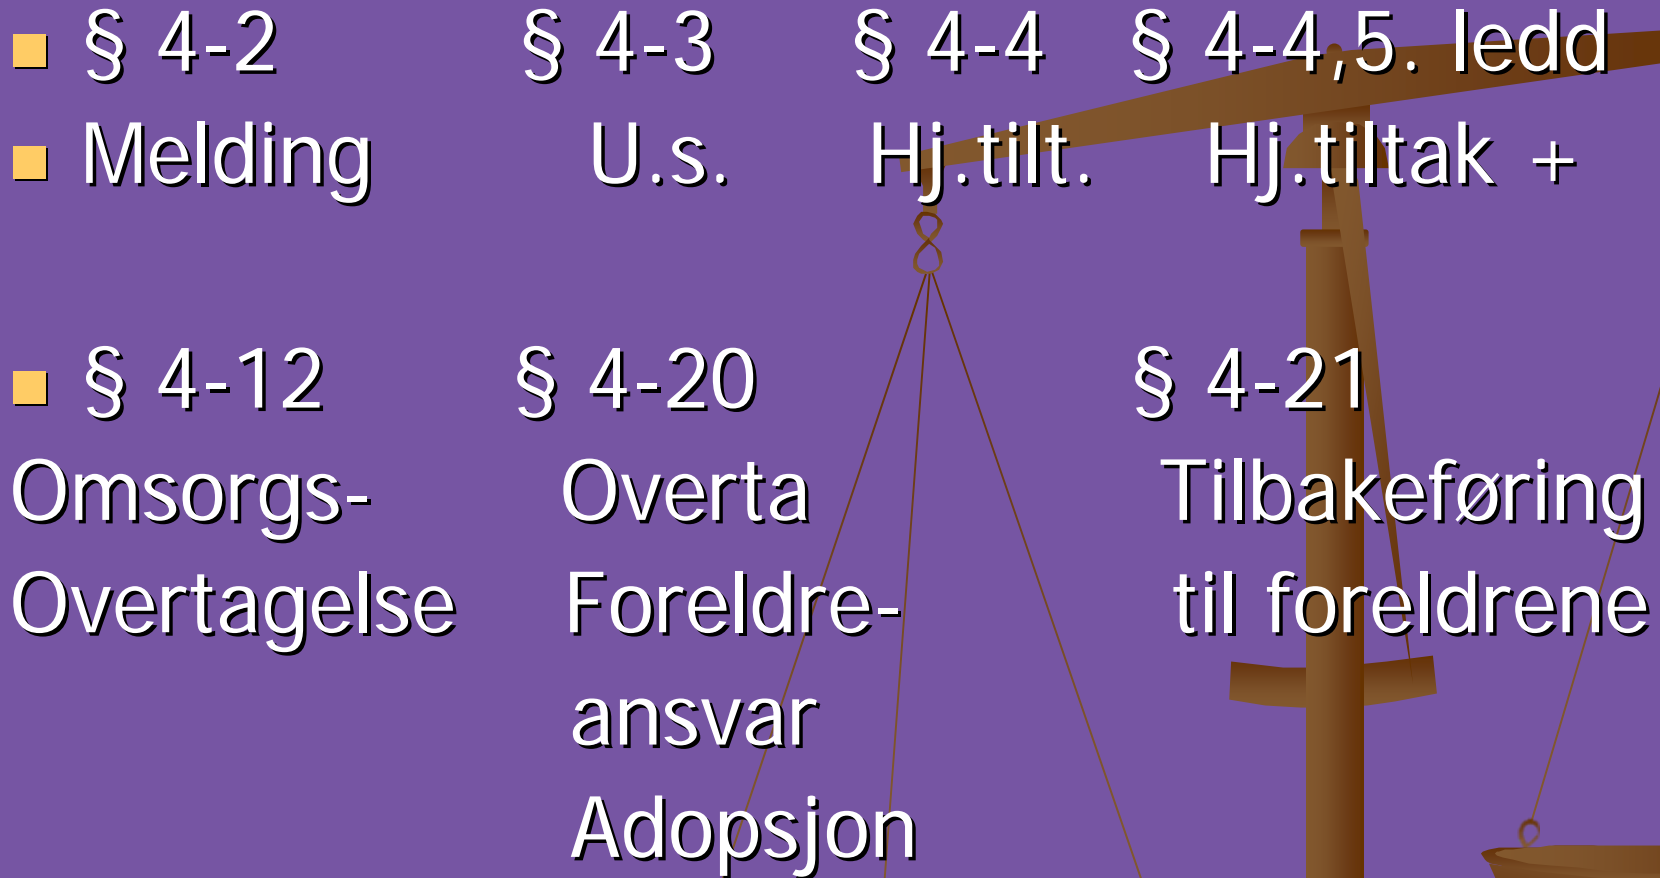 § 4-2 § 4-3 § 4-4 § 4-4,5. ledd
Melding U.s. Hj.tilt. Hj.tiltak +
§ 4-12 § 4-20 § 4-21
Omsorgs- Overta Tilbakeføring
Overtagelse Foreldre- til foreldrene
ansvar
Adopsjon